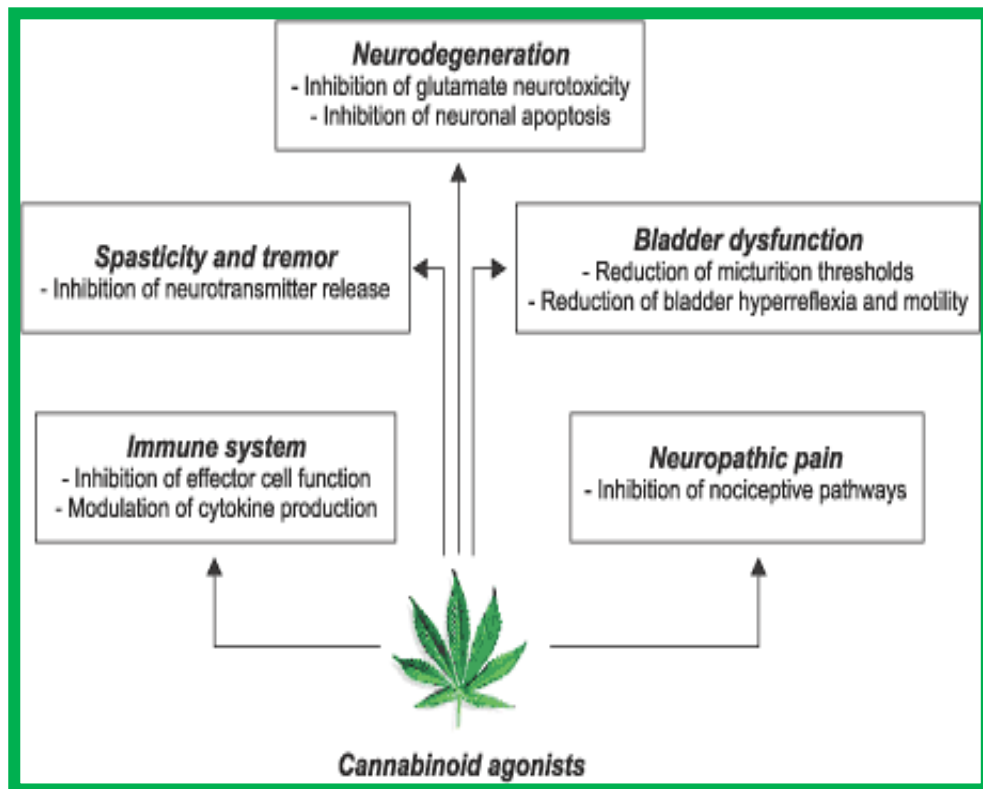 Neurodegeneration
- Inhibition of glutamate neurotoxicity
- Inhibition of neuronal apoptosis
Spasticity and tremor
- Inhibition of neurotransmitter release
Bladder dysfunction
- Reduction of micturition thresholds
- Reduction of bladder hyperreflexia and motility
Immune system
- Inhibition of effector cell function
- Modulation of cytokine production
Neuropathic pain
- Inhibition of nociceptive pathways
Cannabinoid agonists